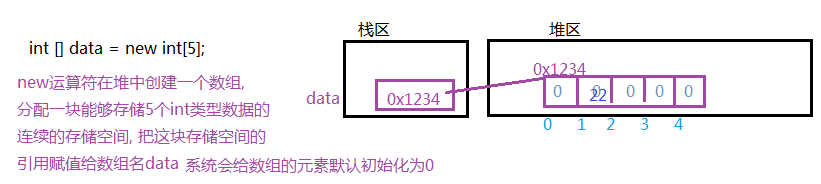 栈区
堆区
int [] data = new int[5];
new运算符在堆中创建一个数组,
分配一块能够存储5个int类型数据的
连续的存储空间, 把这块存储空间的
引用赋值给数组名data 系统会给数组的元素默认初始化为0
data
0x1234
0x1234
0 0 0 0 0
22
0 1 2 3 4